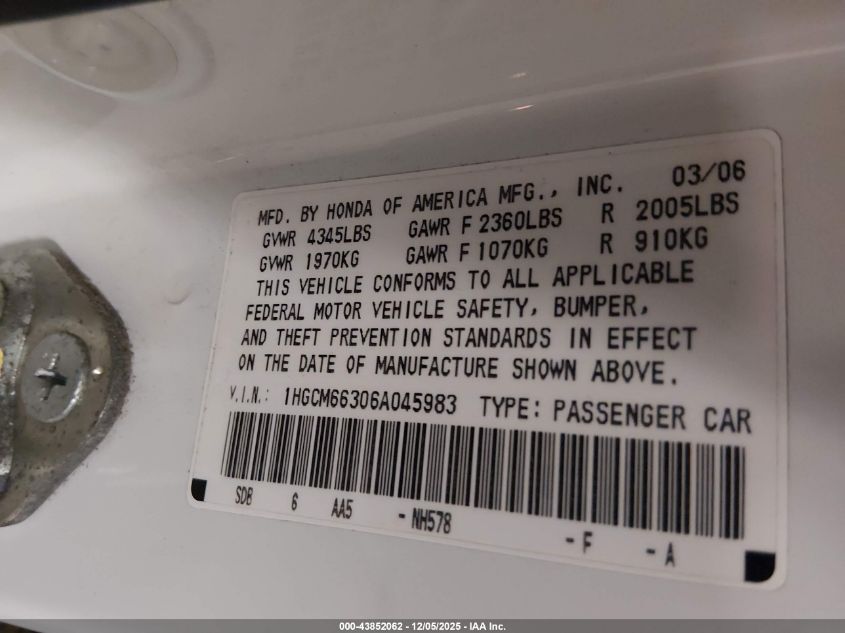 MFD. BY HONDA OF AMERICA MFG., INC. 03/06
GVWR 4345LBS GAWR F 2360LBS R 2005LBS
GVWR 1970KG GAWR F 1070KG R 910KG
THIS VEHICLE CONFORMS TO ALL APPLICABLE
FEDERAL MOTOR VEHICLE SAFETY, BUMPER,
AND THEFT PREVENTION STANDARDS IN EFFECT
ON THE DATE OF MANUFACTURE SHOWN ABOVE.
V.I.N.: 1HGCM66306A045983 TYPE: PASSENGER CAR
SDB 6 AA5 -NH578 -F -A
000-43852062 - 12/05/2025 - IAA Inc.